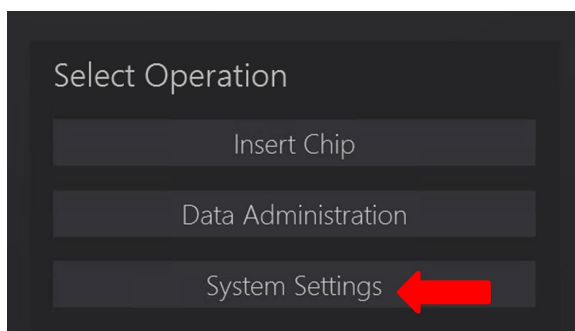 Select Operation
Insert Chip
Data Administration
System Settings